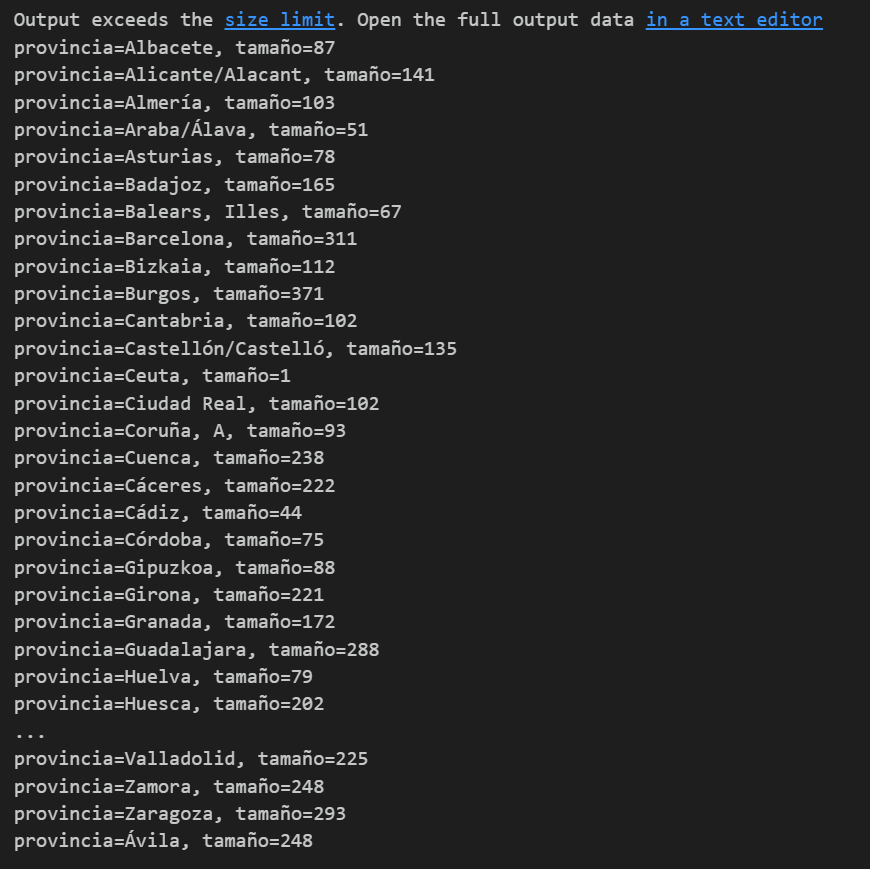 Output exceeds the size limit. Open the full output data in a text editor
provincia=Albacete, tamaño=87
provincia=Alicante/Alacant, tamaño=141
provincia=Almería, tamaño=103
provincia=Araba/Álava, tamaño=51
provincia=Asturias, tamaño=78
provincia=Badajoz, tamaño=165
provincia=Balears, Illes, tamaño=67
provincia=Barcelona, tamaño=311
provincia=Bizkaia, tamaño=112
provincia=Burgos, tamaño=371
provincia=Cantabria, tamaño=102
provincia=Castellón/Castelló, tamaño=135
provincia=Ceuta, tamaño=1
provincia=Ciudad Real, tamaño=102
provincia=Coruña, A, tamaño=93
provincia=Cuenca, tamaño=238
provincia=Cáceres, tamaño=222
provincia=Cádiz, tamaño=44
provincia=Córdoba, tamaño=75
provincia=Gipuzkoa, tamaño=88
provincia=Girona, tamaño=221
provincia=Granada, tamaño=172
provincia=Guadalajara, tamaño=288
provincia=Huelva, tamaño=79
provincia=Huesca, tamaño=202
...
provincia=Valladolid, tamaño=225
provincia=Zamora, tamaño=248
provincia=Zaragoza, tamaño=293
provincia=Ávila, tamaño=248